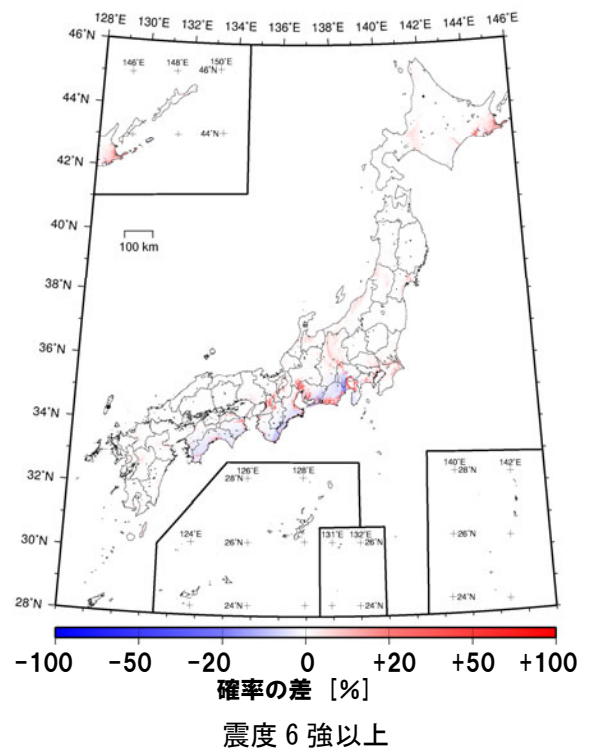 128°E 130°E 132°E 134°E 136°E 138°E 140°E 142°E 144°E 146°E
46°N
146°E 148°E 150°E
46°N
44°N
44°N
42°N
40°N
100 km
38°N
36°N
34°N
32°N
126°E 128°E
28°N
140°E 142°E
28°N
124°E
131°E 132°E
30°N
26°N
26°N
26°N
28°N
24°N
24°N
24°N
-100 -50 -20 0 +20 +50 +100
確率の差 [%]
震度6強以上